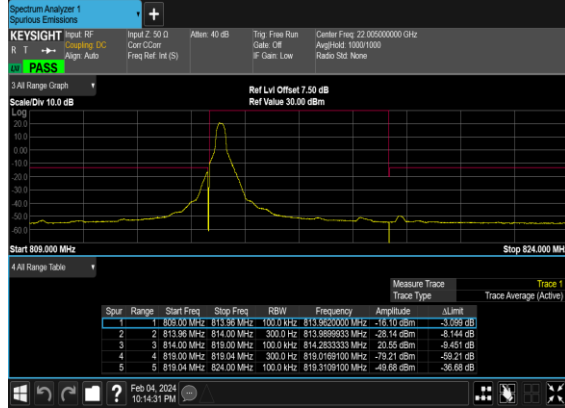 Spectrum Analyzer 1
Spurious Emissions
KEYSIGHT Input: RF Input Z: 50 Ω Atten: 40 dB Trig: Free Run Center Freq: 22.005000000 GHz
R T Coupling: DC Corr CCorr Gate: Off Avg|Hold: 1000/1000
Align: Auto Freq Ref: Int (S) IF Gain: Low Radio Std: None
PASS
3 All Range Graph
Ref Lvl Offset 7.50 dB
Scale/Div 10.0 dB Ref Value 30.00 dBm
Log
20.0
10.0
0.00
-10.0
-20.0
-30.0
-40.0
-50.0
-60.0
Start 809.000 MHz Stop 824.000 MH
4 All Range Table
Measure Trace Trace 1
Trace Type Trace Average (Active)
Spur Range Start Freq Stop Freq RBW Frequency Amplitude ΔLimit
1 1 809.00 MHz 813.96 MHz 100.0 kHz 813.9620000 MHz -16.10 dBm -3.099 dB
2 2 813.96 MHz 814.00 MHz 300.0 Hz 813.9899933 MHz -28.14 dBm -8.144 dB
3 3 814.00 MHz 819.00 MHz 100.0 kHz 814.2833333 MHz 20.55 dBm -9.451 dB
4 4 819.00 MHz 819.04 MHz 300.0 Hz 819.0169100 MHz -79.21 dBm -59.21 dB
5 5 819.04 MHz 824.00 MHz 100.0 kHz 819.3109100 MHz -49.68 dBm -36.68 dB
Feb 04, 2024
10:14:31 PM